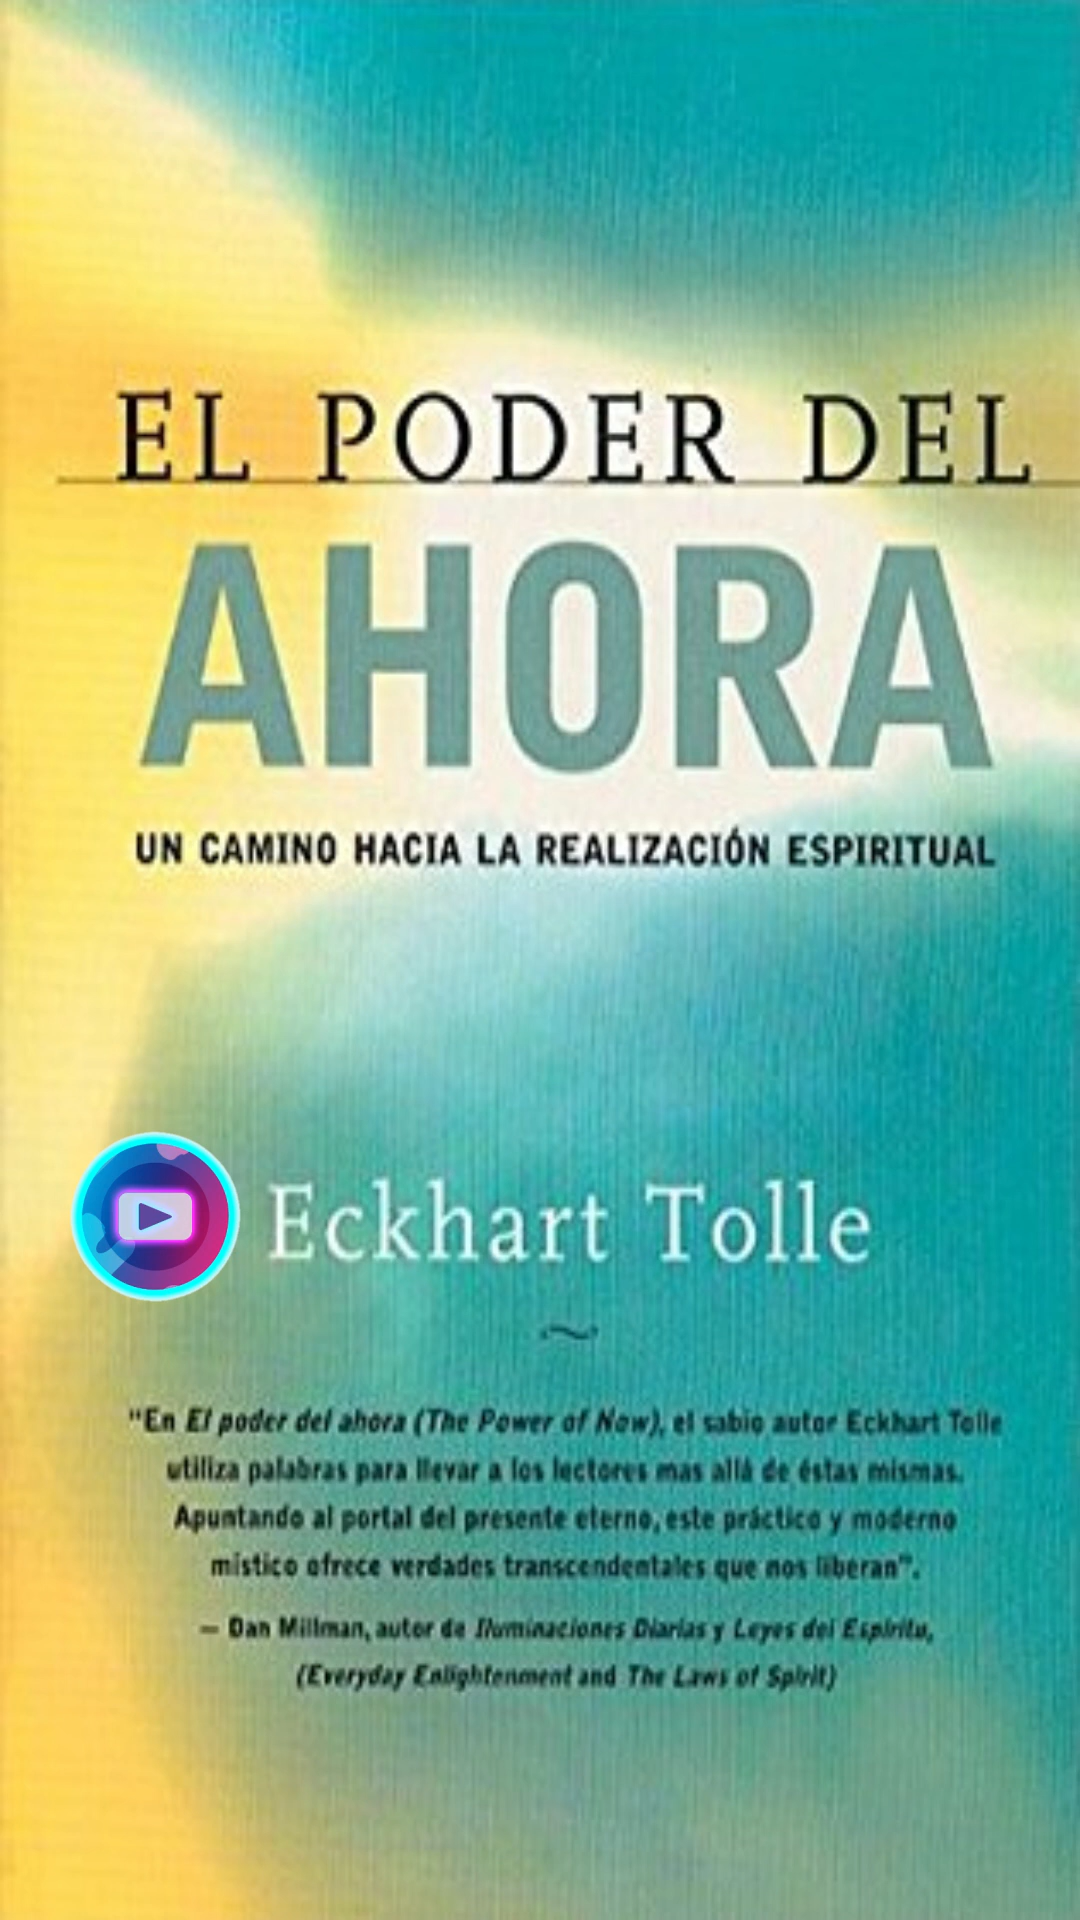 EL PODER DEL
AHORA
UN CAMINO HACIA LA REALIZACIÓN ESPIRITUAL
Eckhart Tolle
"En El poder del ahora (The Power of Now), el sabio autor Eckhart Tolle
utiliza palabras para llevar a los lectores mas allá de éstas mismas.
Apuntando al portal del presente eterno, este práctico y moderno
místico ofrece verdades transcendentales que nos liberan".
— Dan Millman, autor de Iluminaciones Diarias y Leyes del Espíritu,
(Everyday Enlightenment and The Laws of Spirit)